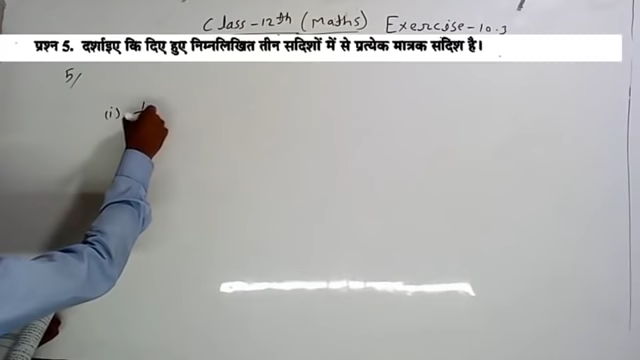 Class-12th (Maths) Exercise-10.3
प्रश्न 5. दर्शाइए कि दिए हुए निम्नलिखित तीन सदिशों में से प्रत्येक मात्रक सदिश है।
5/
(i)